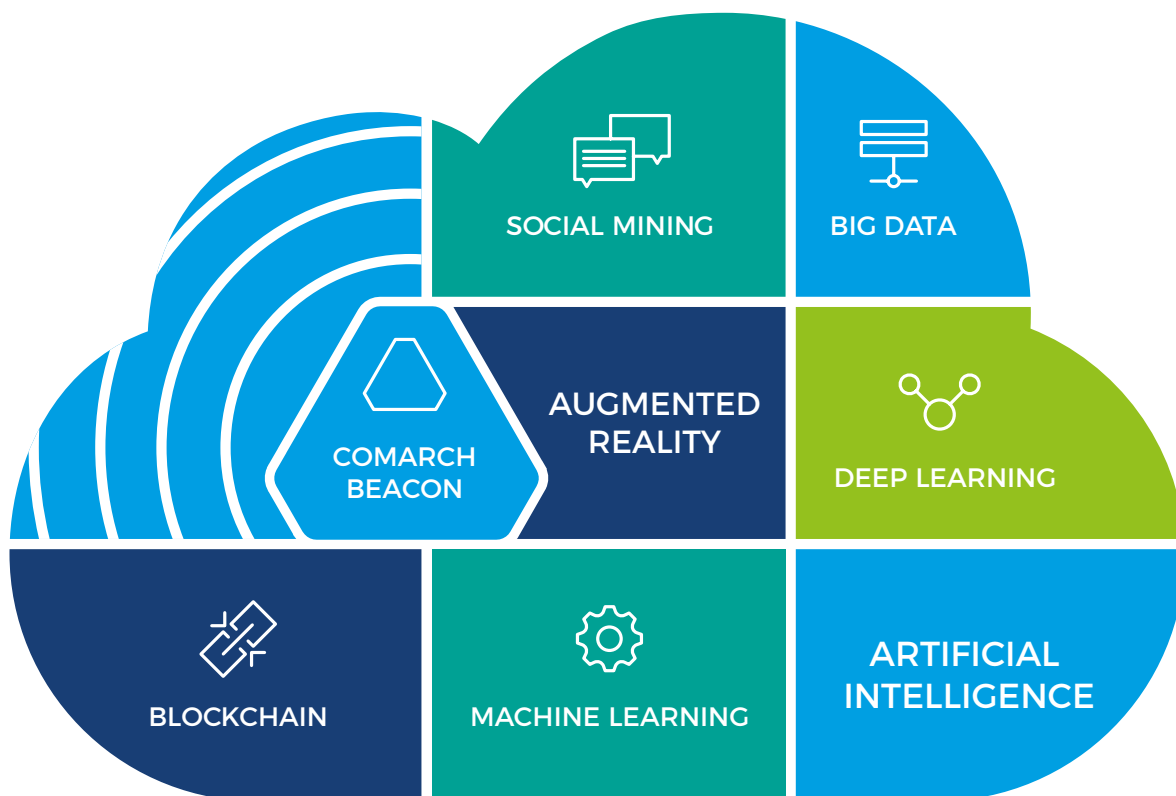 SOCIAL MINING
BIG DATA
COMARCH
BEACON
AUGMENTED
REALITY
DEEP LEARNING
BLOCKCHAIN
MACHINE LEARNING
ARTIFICIAL
INTELLIGENCE